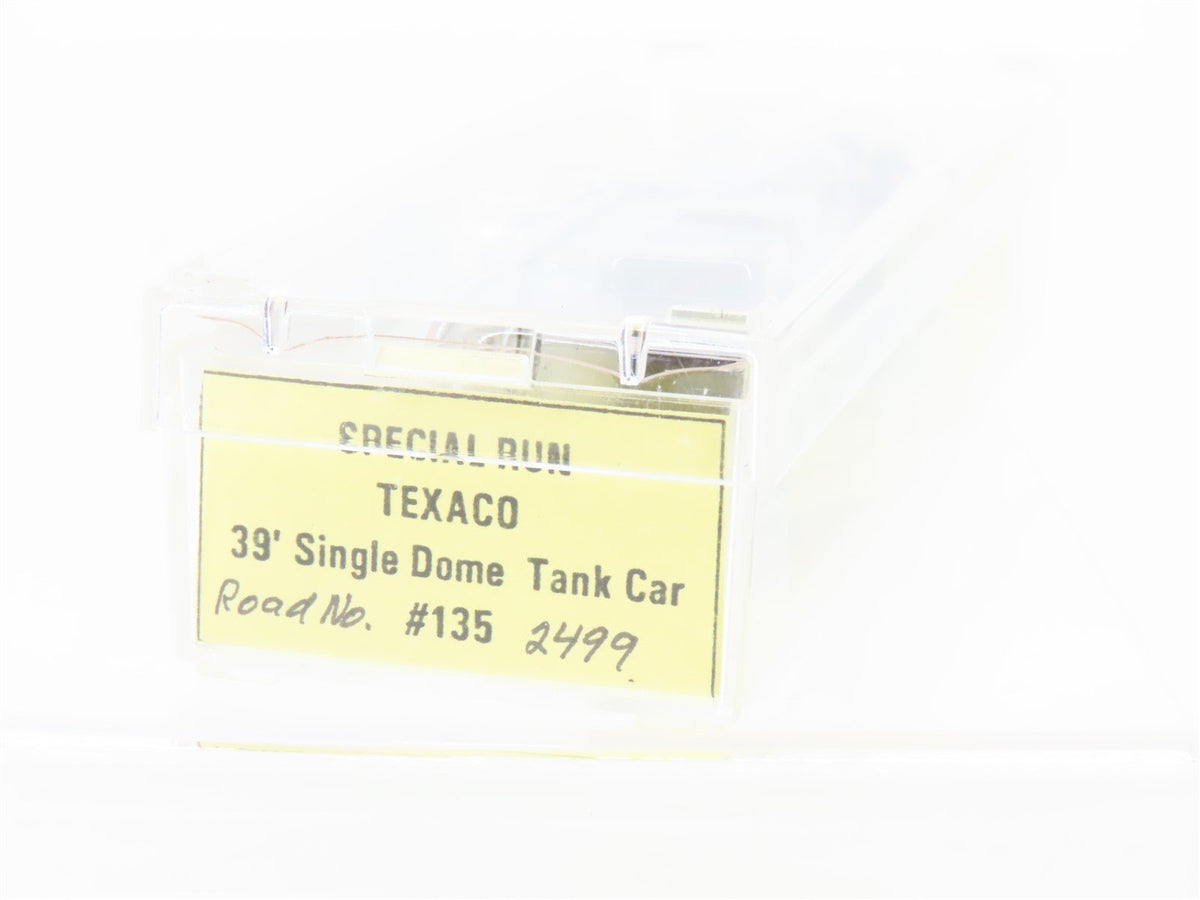 SPECIAL RUN
TEXACO
39' Single Dome Tank Car
Road No. #135 2499